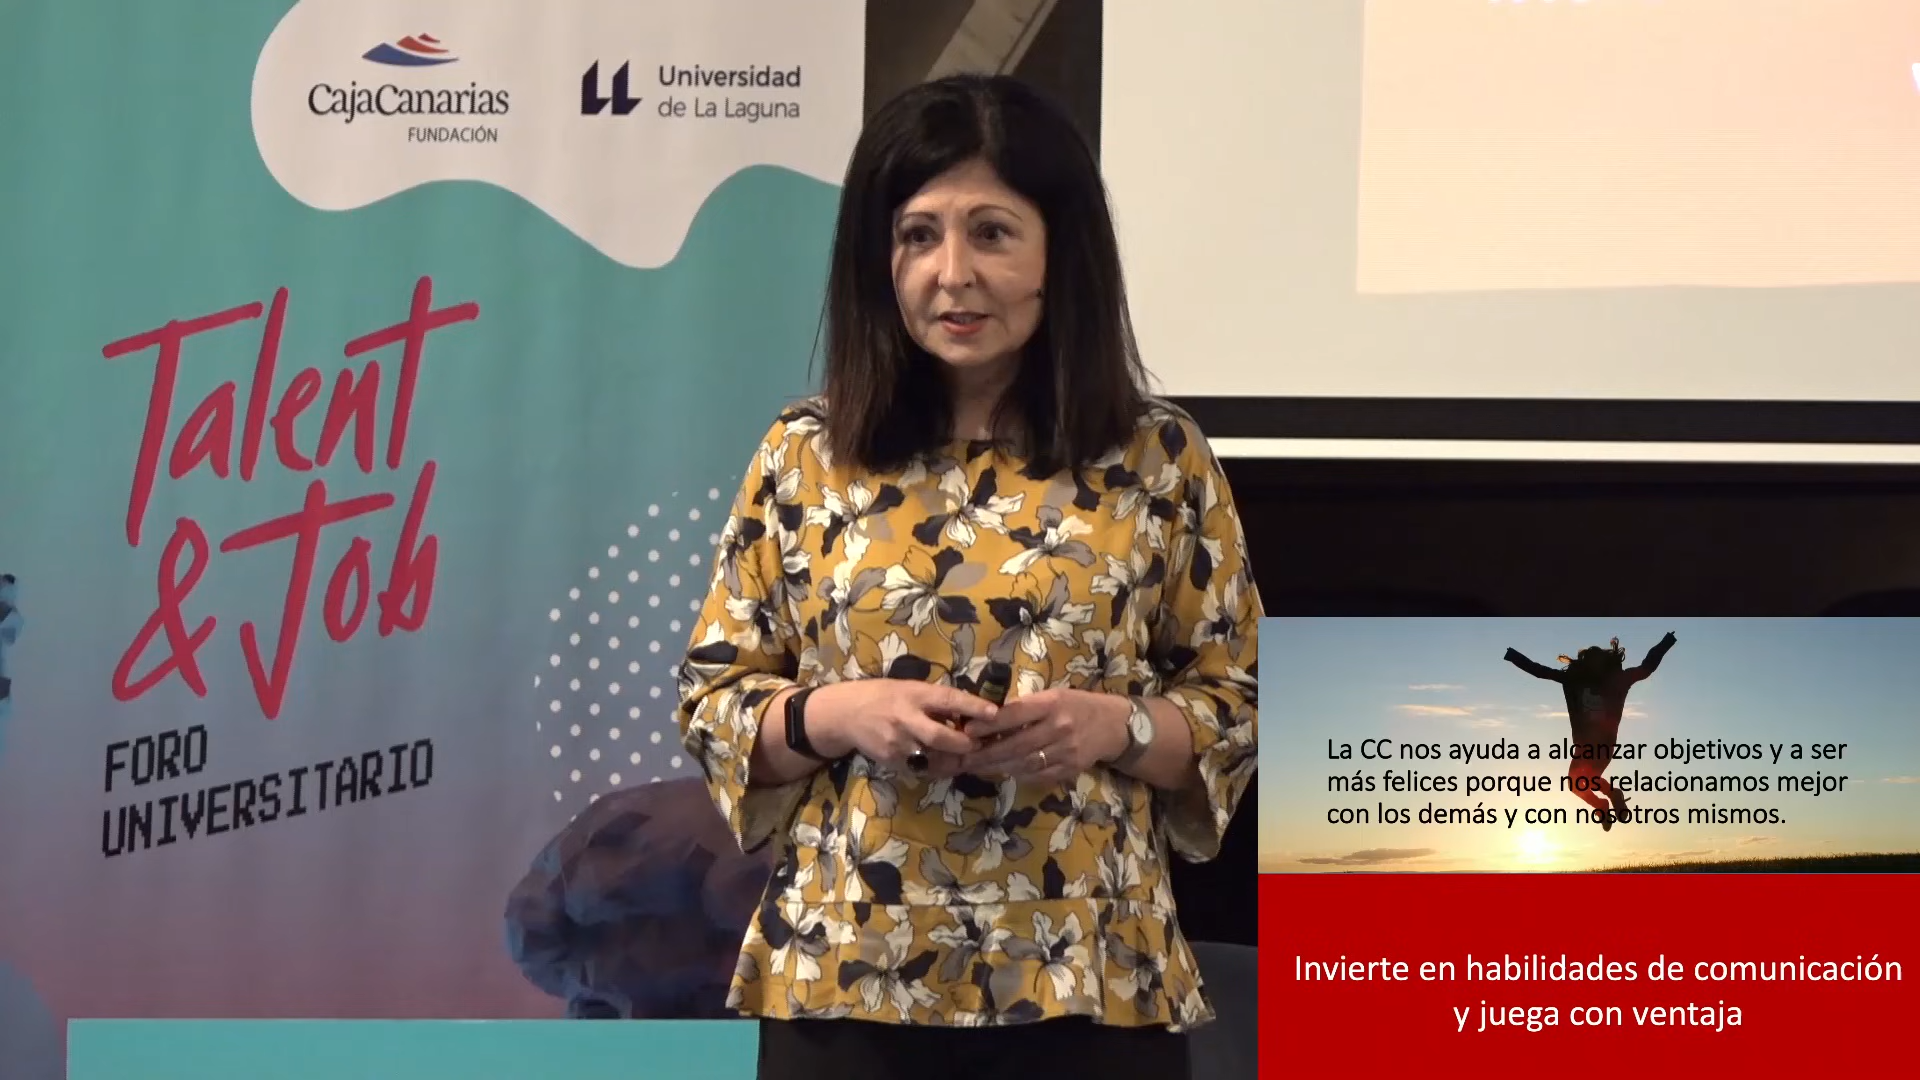 CajaCanarias
FUNDACIÓN
Universidad
de La Laguna
Talent
& Job
FORO
UNIVERSITARIO
La CC nos ayuda a alcanzar objetivos y a ser
más felices porque nos relacionamos mejor
con los demás y con nosotros mismos.
Invierte en habilidades de comunicación
y juega con ventaja